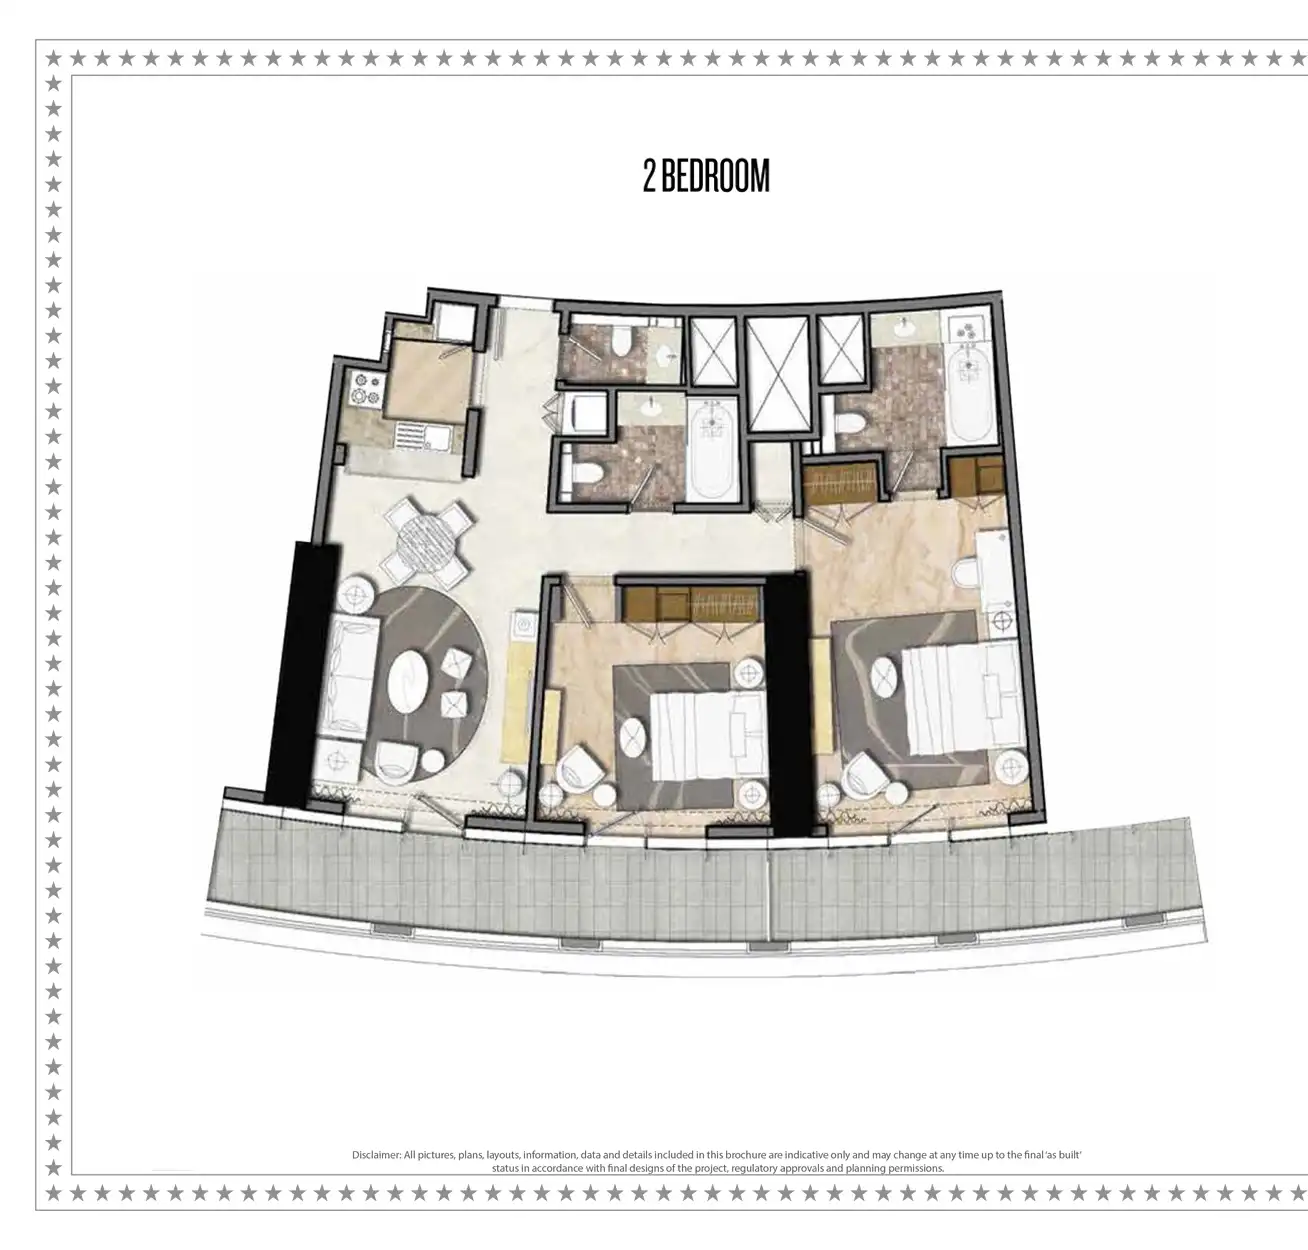 2 BEDROOM
Disclaimer: All pictures, plans, layouts, information, data and details included in this brochure are indicative only and may change at any time up to the final ‘as built’
status in accordance with final designs of the project, regulatory approvals and planning permissions.